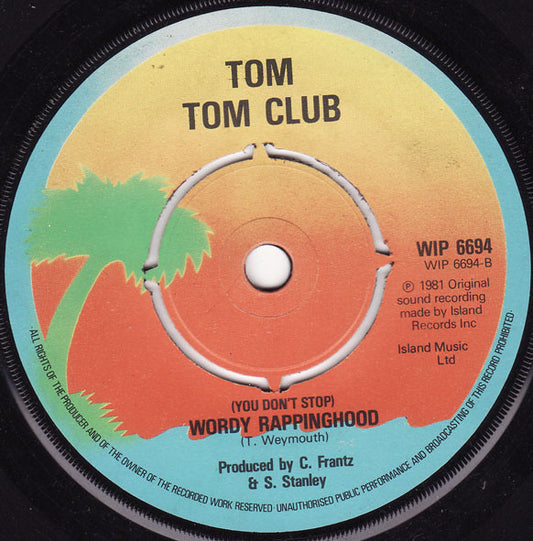 TOM
TOM CLUB
WIP 6694
WIP 6694-B
℗ 1981 Original
sound recording
made by Island
Records Inc
Island Music
Ltd
(YOU DON'T STOP)
WORDY RAPPINGHOOD
(T. Weymouth)
Produced by C. Frantz
& S. Stanley
·ALL RIGHTS OF THE PRODUCER AND OF THE OWNER OF THE RECORDED WORK RESERVED·UNAUTHORISED PUBLIC PERFORMANCE AND BROADCASTING OF THIS RECORD PROHIBITED·